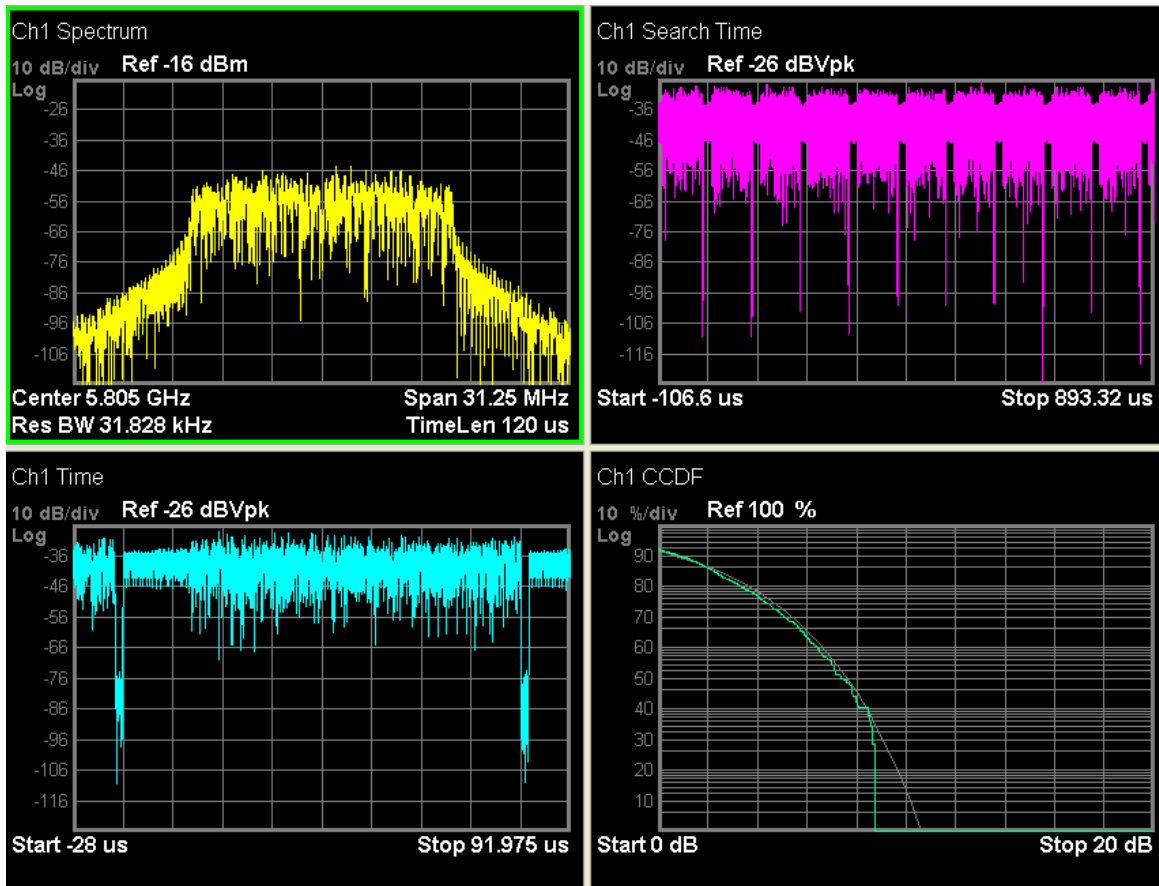 Ch1 Spectrum
10 dB/div Ref -16 dBm
Log
-26
-36
-46
-56
-66
-76
-86
-96
-106
Center 5.805 GHz Span 31.25 MHz
Res BW 31.828 kHz TimeLen 120 us
Ch1 Search Time
10 dB/div Ref -26 dBVpk
Log
-36
-46
-56
-66
-76
-86
-96
-106
-116
Start -106.6 us Stop 893.32 us
Ch1 Time
10 dB/div Ref -26 dBVpk
Log
-36
-46
-56
-66
-76
-86
-96
-106
-116
Start -28 us Stop 91.975 us
Ch1 CCDF
10 %/div Ref 100 %
Log
90
80
70
60
50
40
30
20
10
Start 0 dB Stop 20 dB